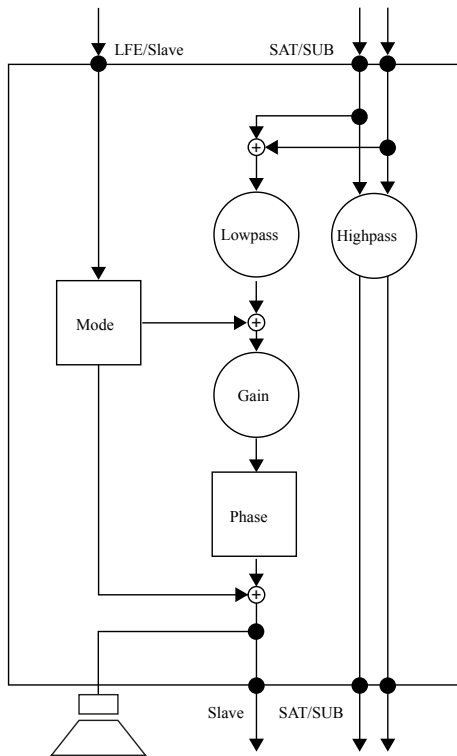 LFE/Slave
SAT/SUB
Lowpass
Highpass
Mode
Gain
Phase
Slave
SAT/SUB